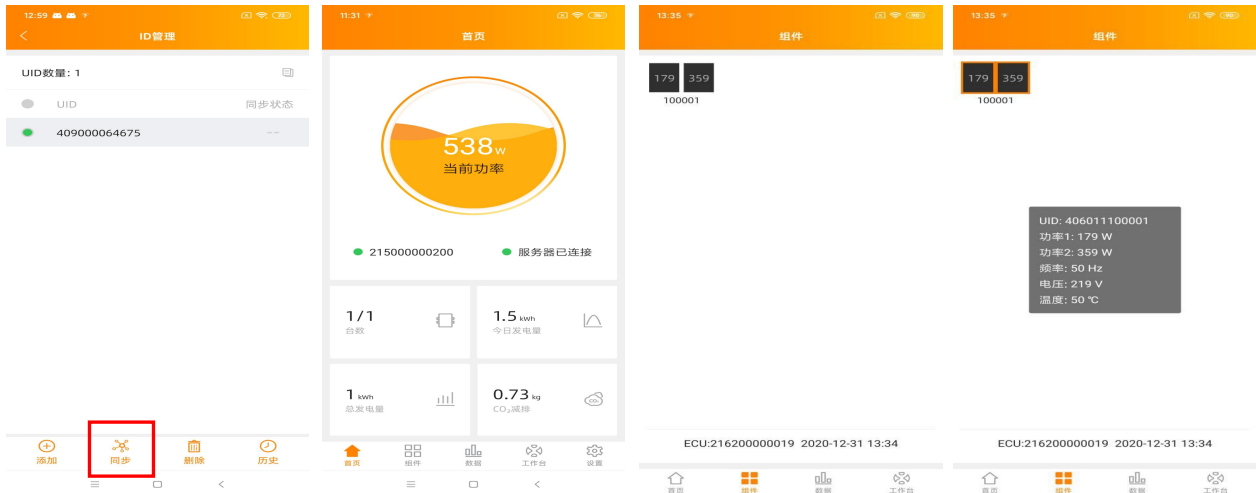 12:59
ID管理
UID数量: 1
UID 同步状态
409000064675 --
添加 同步 删除 历史
11:31
首页
538W
当前功率
215000000200 服务器已连接
1/1
台数
1.5 kWh
今日发电量
1 kWh
总发电量
0.73 kg
CO₂减排
首页 组件 数据 工作台 设置
13:35
组件
179 359
100001
ECU:216200000019 2020-12-31 13:34
首页 组件 数据 工作台
13:35
组件
179 359
100001
UID: 406011100001
功率1: 179 W
功率2: 359 W
频率: 50 Hz
电压: 219 V
温度: 50 ℃
ECU:216200000019 2020-12-31 13:34
首页 组件 数据 工作台